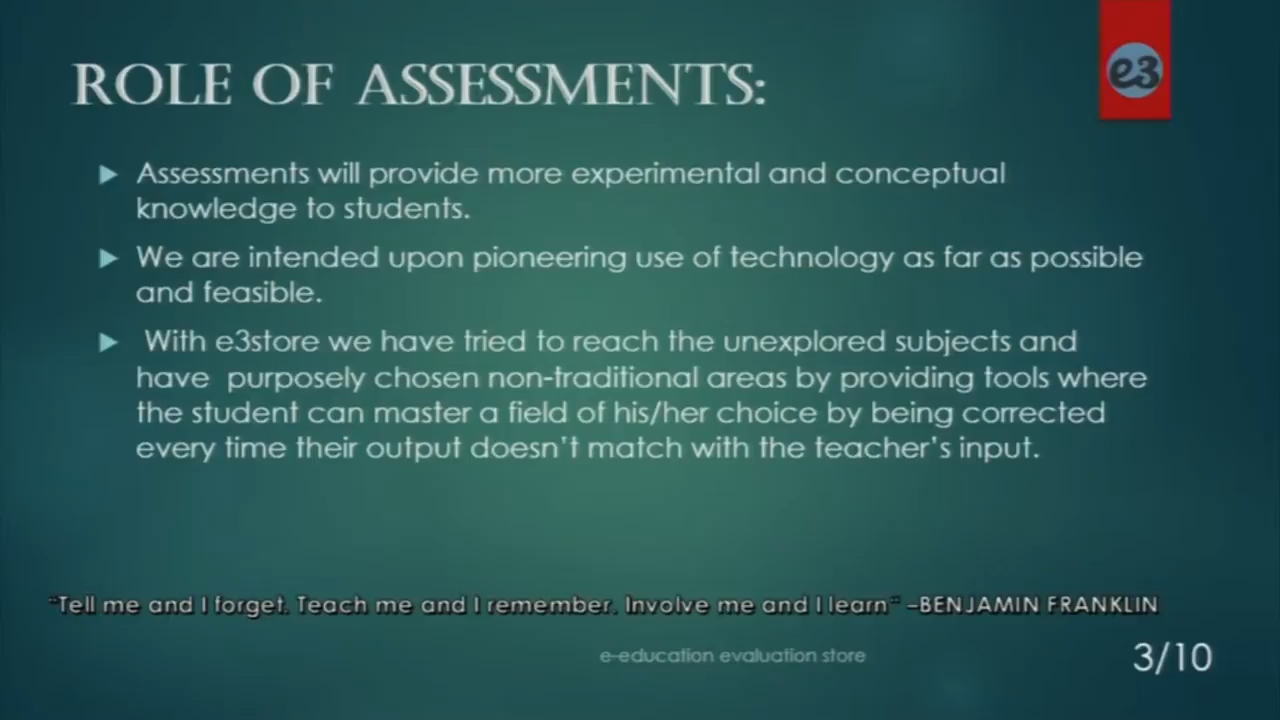 ROLE OF ASSESSMENTS:
e3
Assessments will provide more experimental and conceptual
knowledge to students.
We are intended upon pioneering use of technology as far as possible
and feasible.
With e3store we have tried to reach the unexplored subjects and
have purposely chosen non-traditional areas by providing tools where
the student can master a field of his/her choice by being corrected
every time their output doesn't match with the teacher's input.
"Tell me and I forget. Teach me and I remember. Involve me and I learn" –BENJAMIN FRANKLIN
e-education evaluation store
3/10